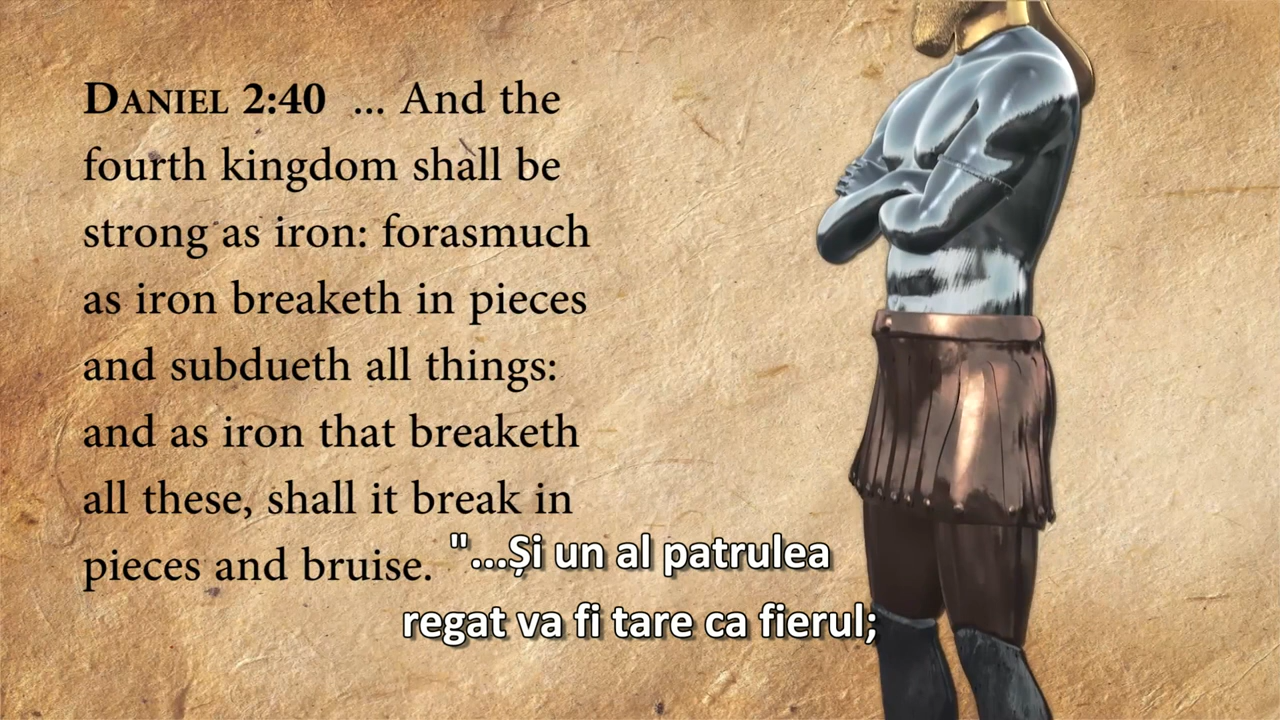 DANIEL 2:40 ... And the
fourth kingdom shall be
strong as iron: forasmuch
as iron breaketh in pieces
and subdueth all things:
and as iron that breaketh
all these, shall it break in
pieces and bruise.
"...Și un al patrulea
regat va fi tare ca fierul;